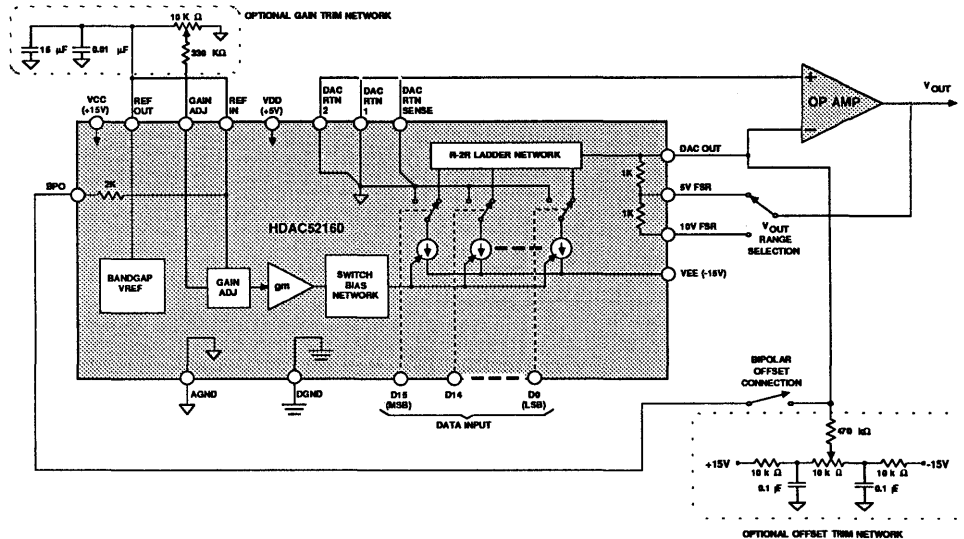 OPTIONAL GAIN TRIM NETWORK
10 K Ω
15 µF
0.01 µF
330 KΩ
VCC
(+15V)
REF
OUT
GAIN
ADJ
REF
IN
VDD
(+5V)
DAC
RTN
2
DAC
RTN
1
DAC
RTN
SENSE
+
OP AMP
–
V OUT
R-2R LADDER NETWORK
DAC OUT
1K
5V FSR
1K
10V FSR
V OUT
RANGE
SELECTION
BPO
2K
HDAC52160
BANDGAP
VREF
GAIN
ADJ
gm
SWITCH
BIAS
NETWORK
VEE (-15V)
AGND
DGND
D15
(MSB)
D14
D0
(LSB)
DATA INPUT
BIPOLAR
OFFSET
CONNECTION
470 kΩ
+15V
10 k Ω
10 k Ω
10 k Ω
-15V
0.1 µF
0.1 µF
OPTIONAL OFFSET TRIM NETWORK